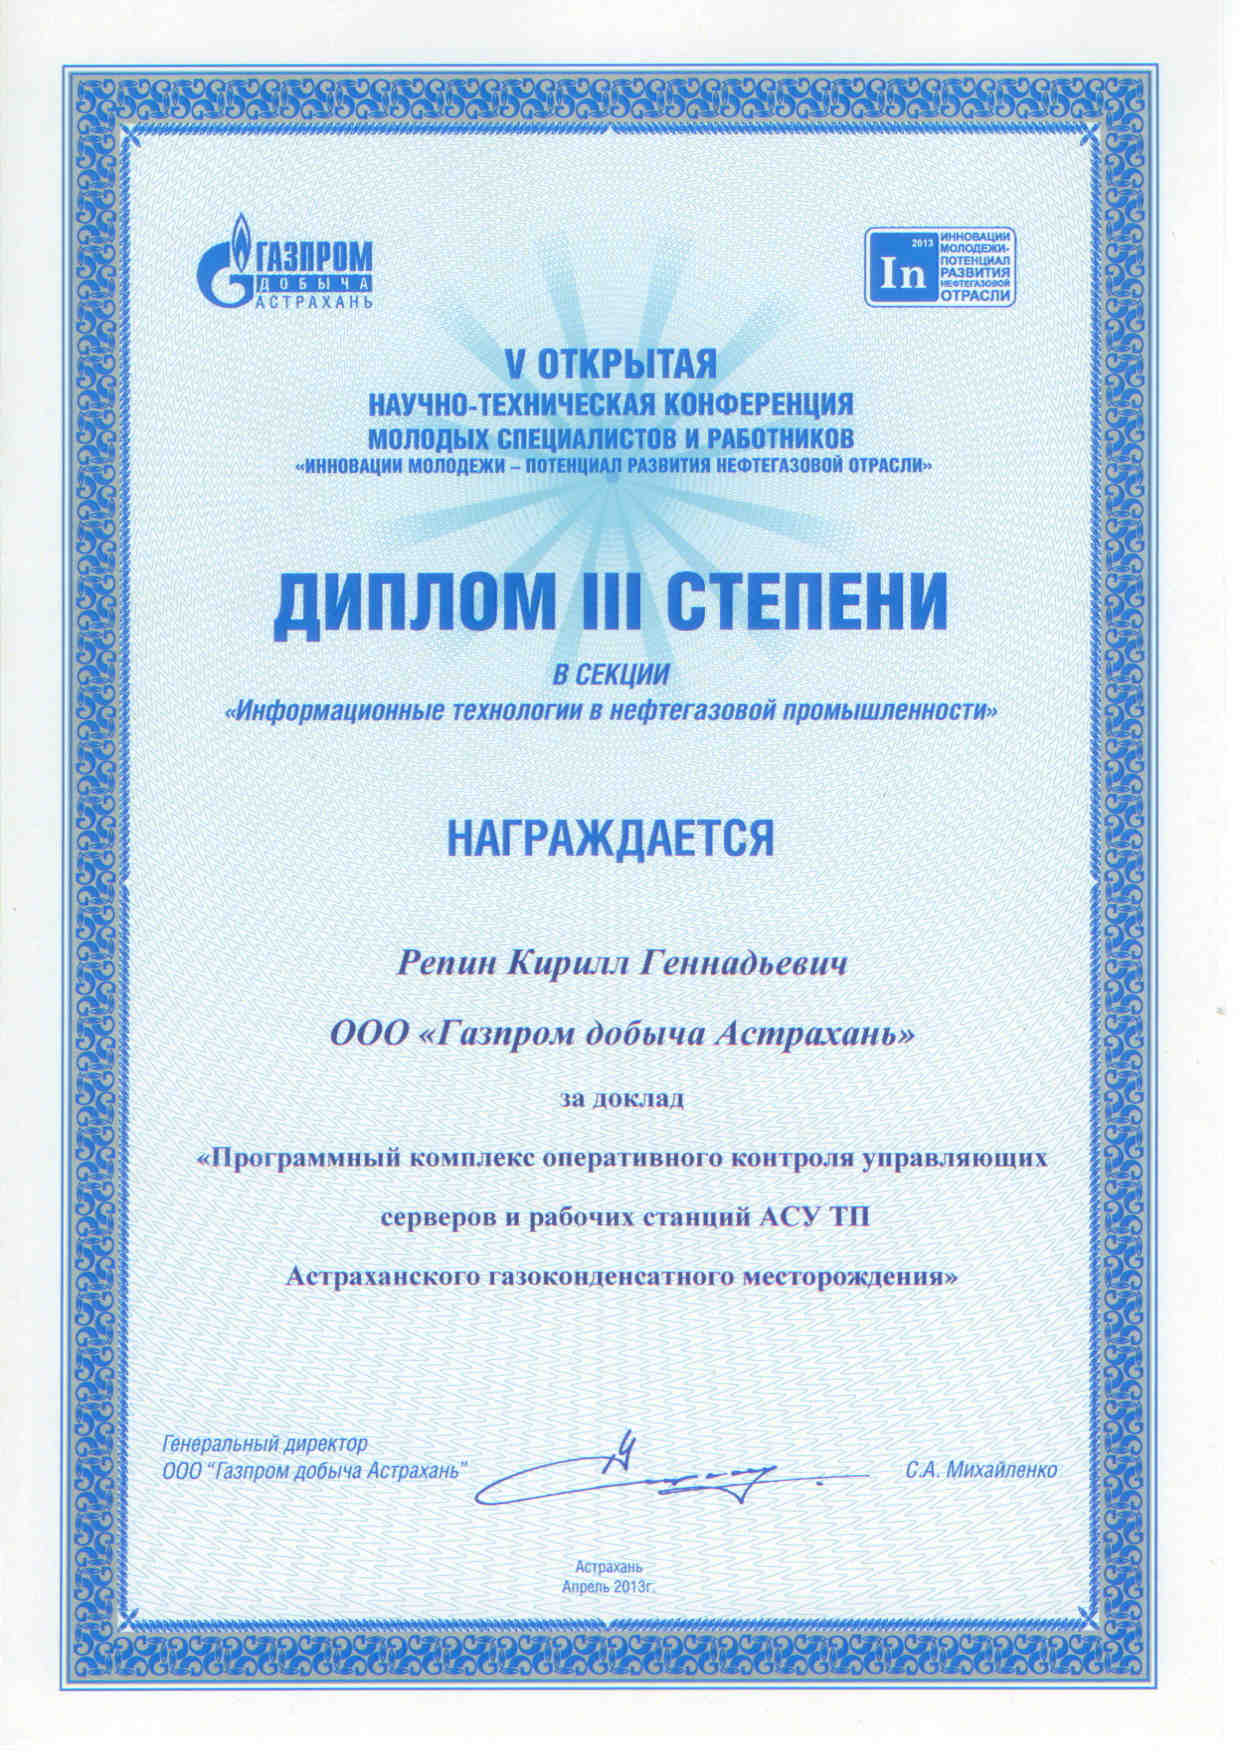 ГАЗПРОМ
ДОБЫЧА
АСТРАХАНЬ
2013
In
ИННОВАЦИИ
МОЛОДЕЖИ-
ПОТЕНЦИАЛ
РАЗВИТИЯ
НЕФТЕГАЗОВОЙ
ОТРАСЛИ
V ОТКРЫТАЯ
НАУЧНО-ТЕХНИЧЕСКАЯ КОНФЕРЕНЦИЯ
МОЛОДЫХ СПЕЦИАЛИСТОВ И РАБОТНИКОВ
«ИННОВАЦИИ МОЛОДЕЖИ – ПОТЕНЦИАЛ РАЗВИТИЯ НЕФТЕГАЗОВОЙ ОТРАСЛИ»
ДИПЛОМ III СТЕПЕНИ
В СЕКЦИИ
«Информационные технологии в нефтегазовой промышленности»
НАГРАЖДАЕТСЯ
Репин Кирилл Геннадьевич
ООО «Газпром добыча Астрахань»
за доклад
«Программный комплекс оперативного контроля управляющих
серверов и рабочих станций АСУ ТП
Астраханского газоконденсатного месторождения»
Генеральный директор
ООО "Газпром добыча Астрахань"
С.А. Михайленко
Астрахань
Апрель 2013г.